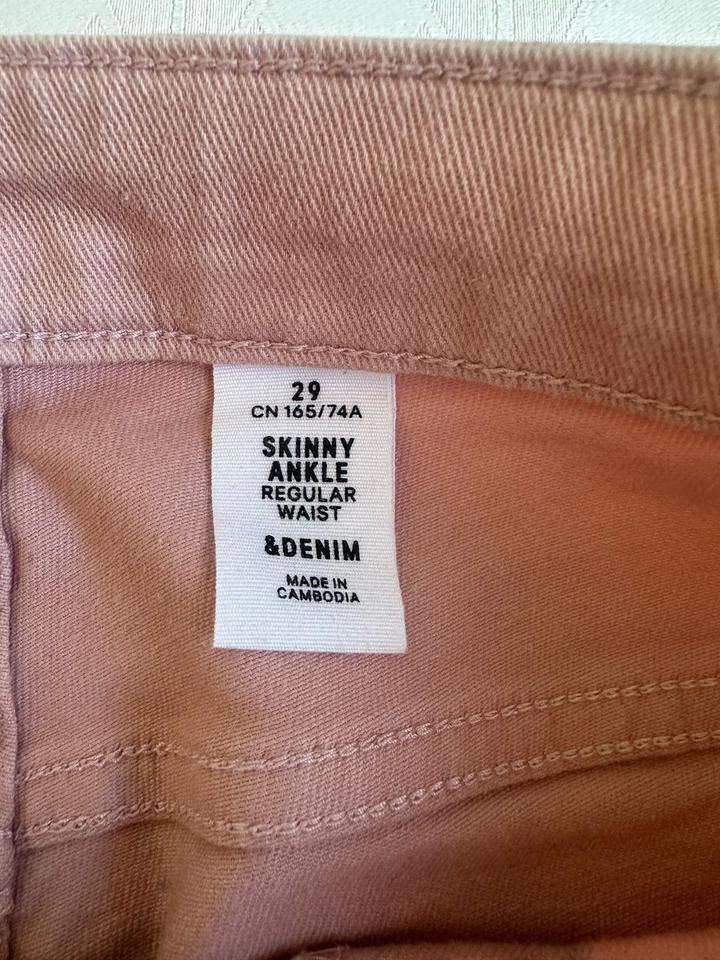 29
CN 165/74A
SKINNY
ANKLE
REGULAR
WAIST
&DENIM
MADE IN
CAMBODIA